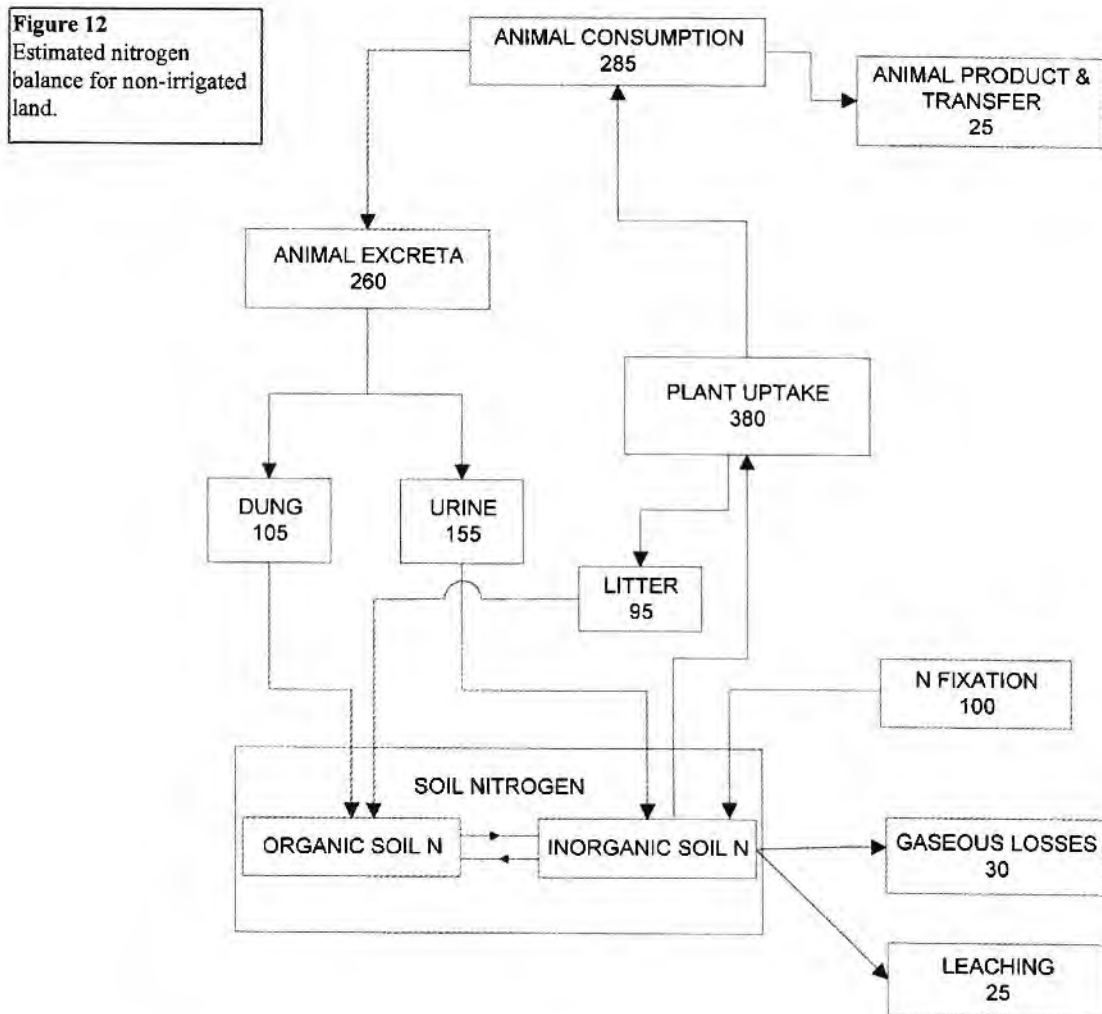 Figure 12
Estimated nitrogen
balance for non-irrigated
land.
ANIMAL CONSUMPTION
285
ANIMAL PRODUCT &
TRANSFER
25
ANIMAL EXCRETA
260
PLANT UPTAKE
380
DUNG
105
URINE
155
LITTER
95
N FIXATION
100
SOIL NITROGEN
ORGANIC SOIL N
INORGANIC SOIL N
GASEOUS LOSSES
30
LEACHING
25